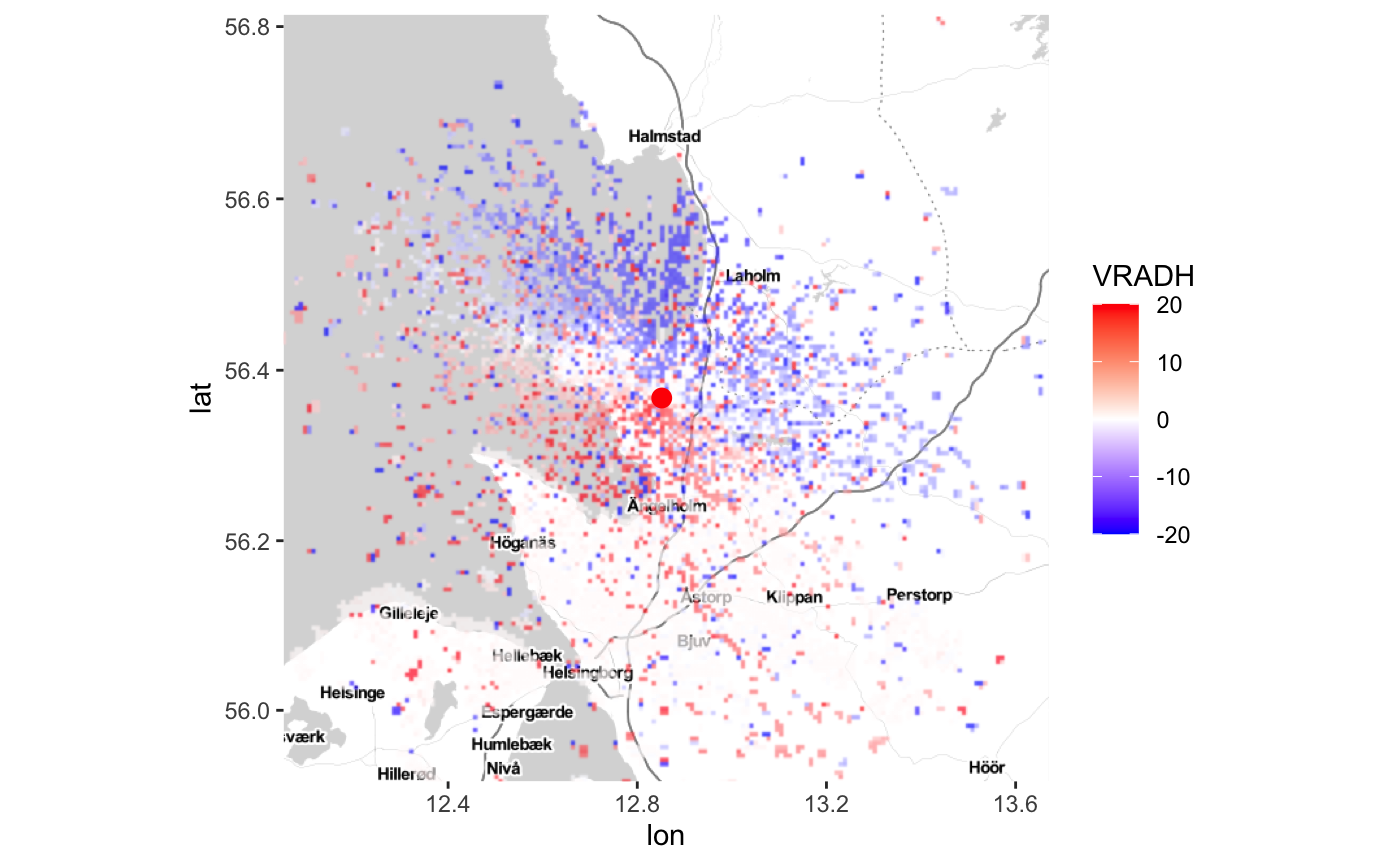 56.8
Halmstad
56.6
Laholm
VRADH
20
10
0
-10
-20
56.4
lat
Ängelholm
56.2
Höganäs
Åstorp
Klippan
Perstorp
Gilleleje
Bjuv
Hellebæk
Helsingborg
Helsinge
56.0
Espergærde
sværk
Humlebæk
Hillerød
Nivå
Höör
12.4
12.8
13.2
13.6
lon